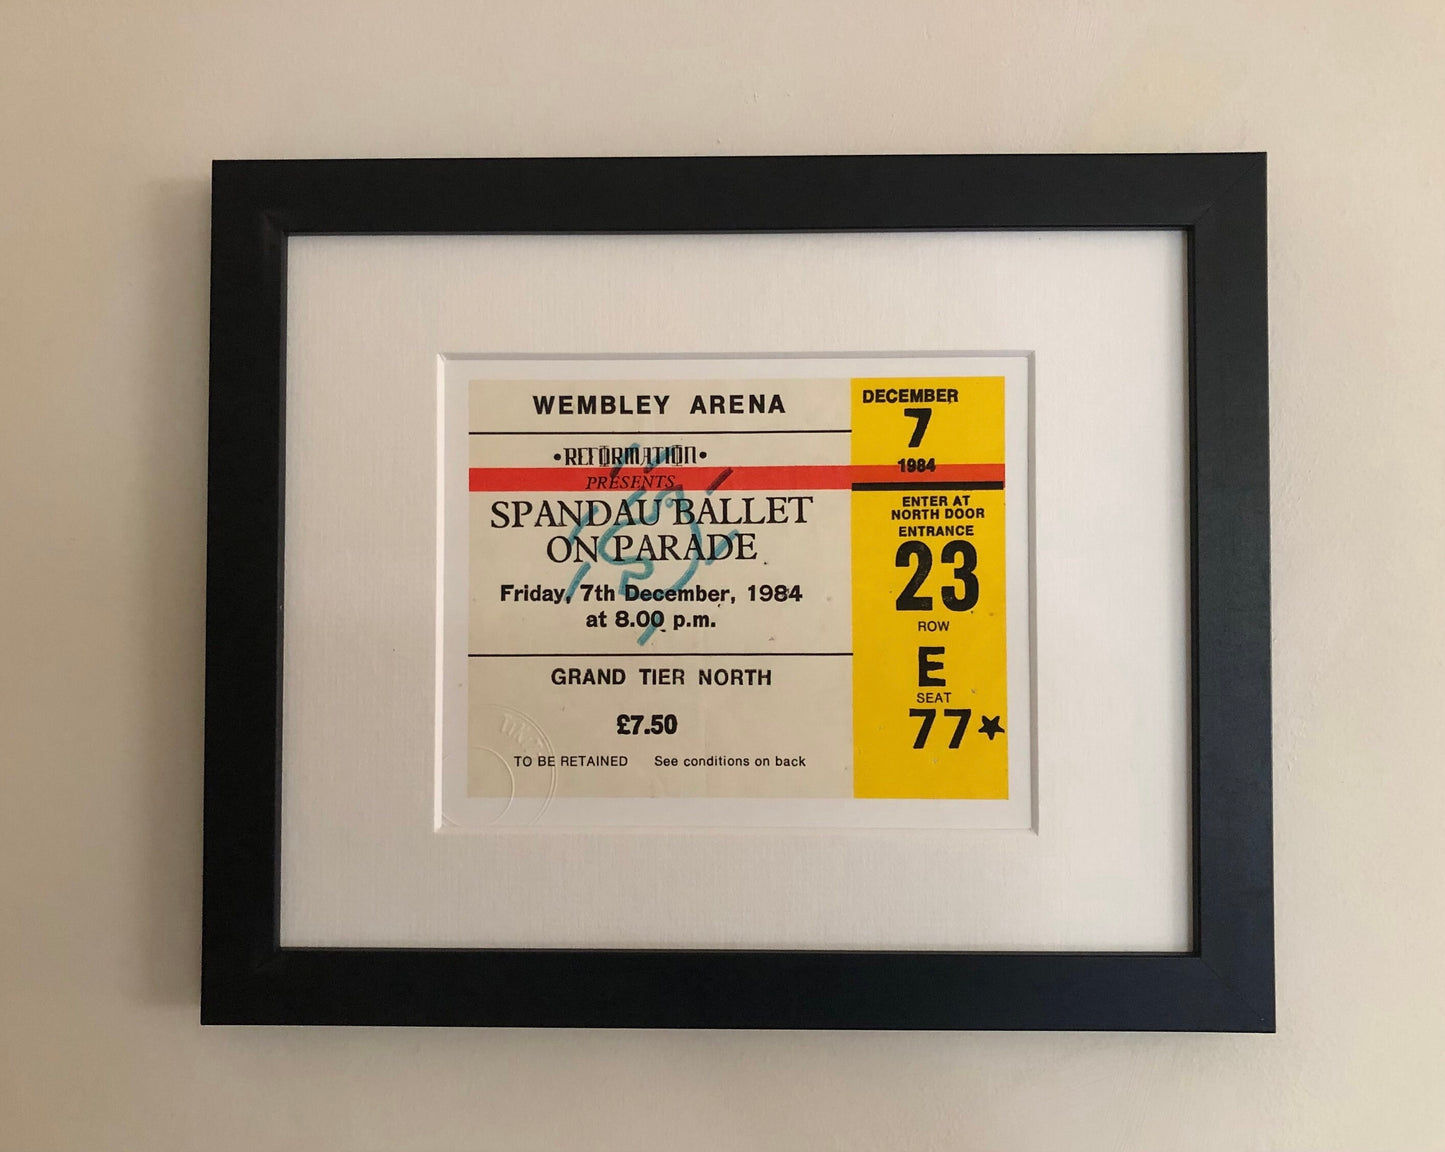 WEMBLEY ARENA
•REFORMATION•
PRESENTS
SPANDAU BALLET
ON PARADE
Friday, 7th December, 1984
at 8.00 p.m.
GRAND TIER NORTH
£7.50
TO BE RETAINED See conditions on back
DECEMBER
7
1984
ENTER AT
NORTH DOOR
ENTRANCE
23
ROW
E
SEAT
77★